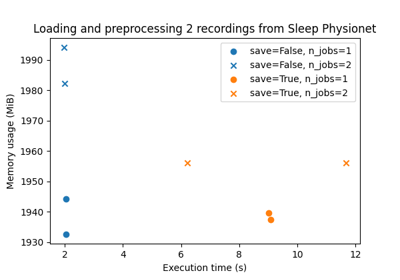 Loading and preprocessing 2 recordings from Sleep Physionet
save=False, n_jobs=1
save=False, n_jobs=2
save=True, n_jobs=1
save=True, n_jobs=2
Memory usage (MiB)
1990
1980
1970
1960
1950
1940
1930
2 4 6 8 10 12
Execution time (s)